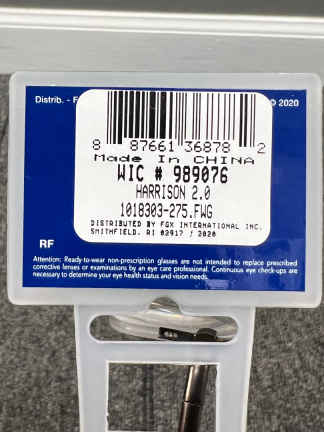 Distrib. - F
© 2020
8 87661 36878 2
Made In CHINA
WIC # 989076
HARRISON 2.0
1018303-275.FWG
DISTRIBUTED BY FGX INTERNATIONAL INC.
SMITHFIELD, RI 02917 / 2020
RF
Attention: Ready-to-wear non-prescription glasses are not intended to replace prescribed
corrective lenses or examinations by an eye care professional. Continuous eye check-ups are
necessary to determine your eye health status and vision needs.